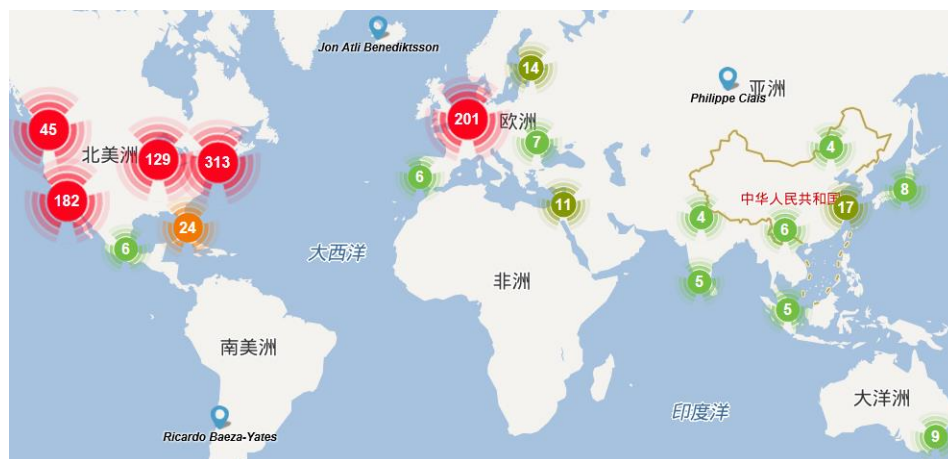 Jon Atli Benediktsson
14
亚洲
Philippe Ciais
201
欧洲
45
7
4
北美洲
129
313
6
8
182
11
中华人民共和国
17
4
24
6
6
大西洋
非洲
5
5
南美洲
大洋洲
印度洋
Ricardo Baeza-Yates
9